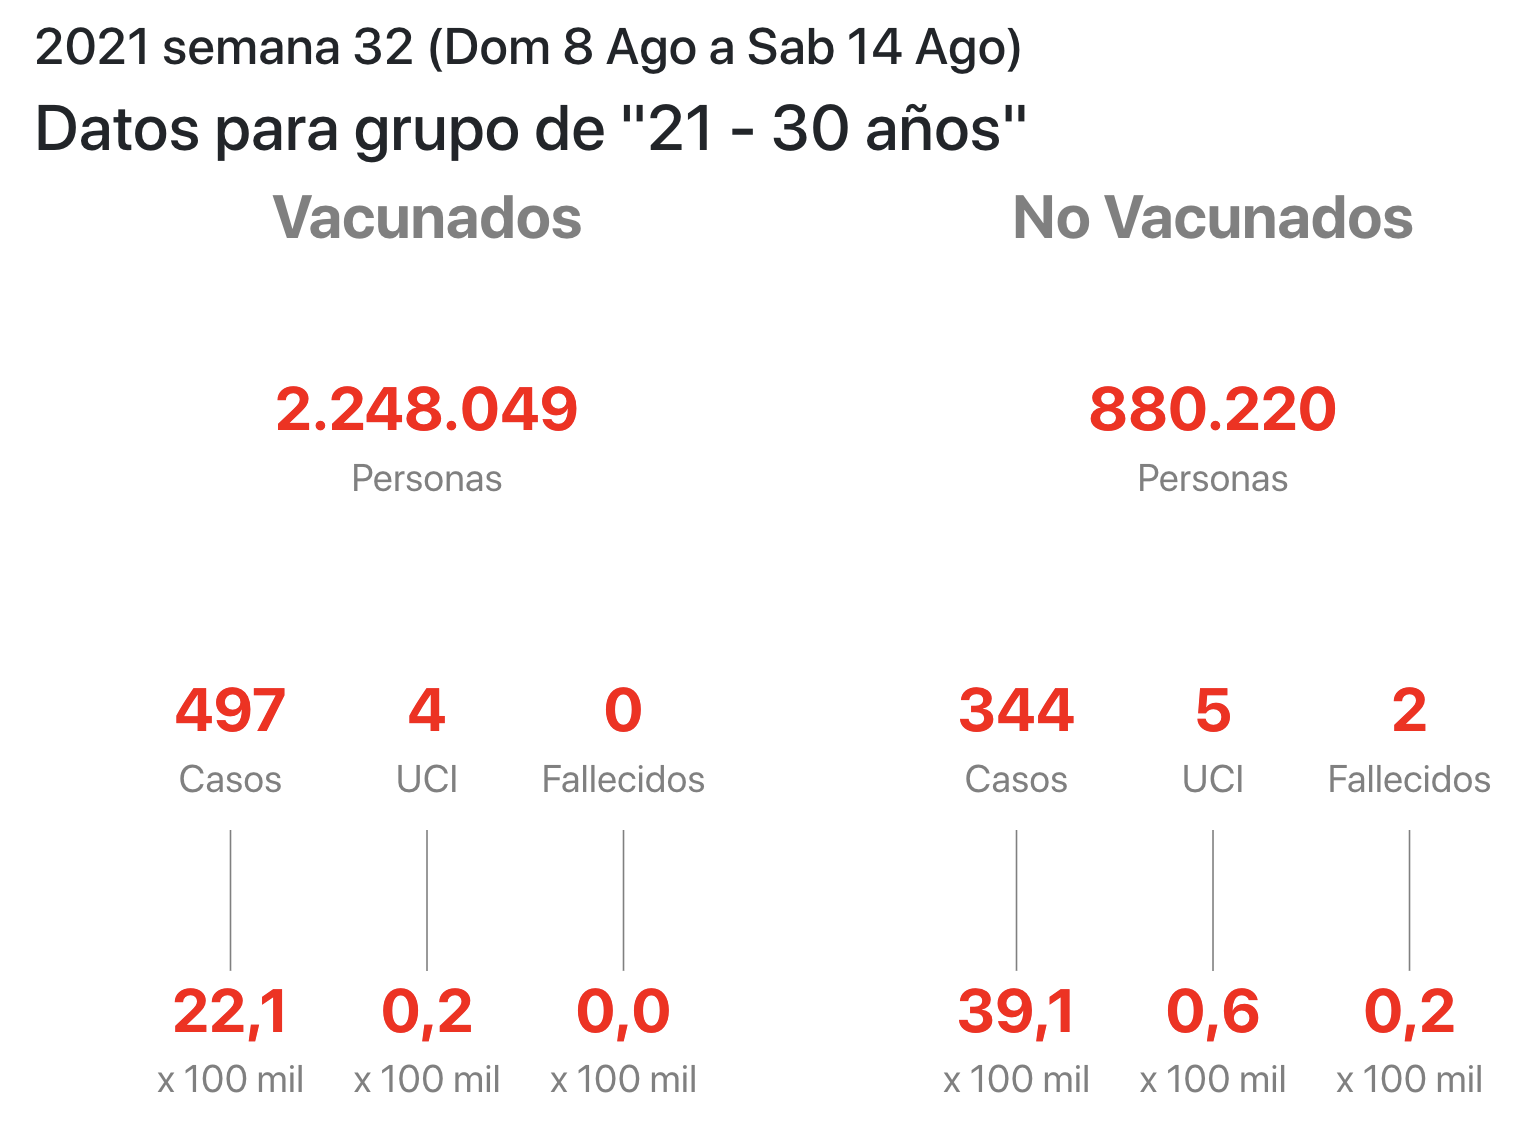 2021 semana 32 (Dom 8 Ago a Sab 14 Ago)
Datos para grupo de "21 - 30 años"
Vacunados
No Vacunados
2.248.049
880.220
Personas
Personas
497 4 0
344 5 2
Casos UCI Fallecidos
Casos UCI Fallecidos
22,1 0,2 0,0
39,1 0,6 0,2
x 100 mil x 100 mil x 100 mil
x 100 mil x 100 mil x 100 mil